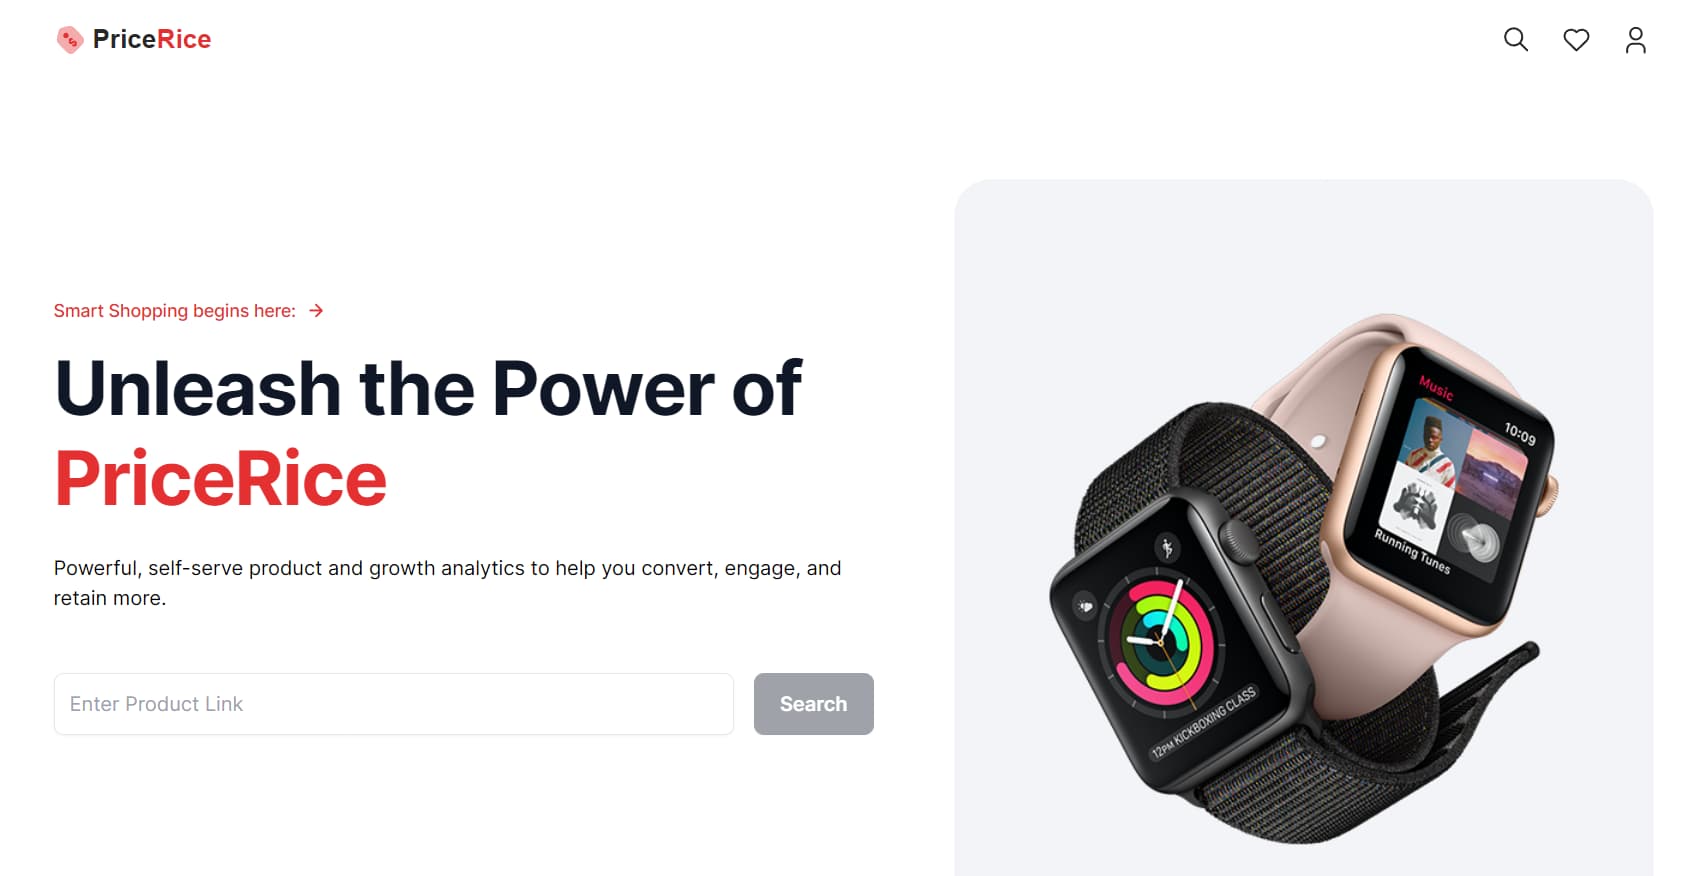 PriceRice
Smart Shopping begins here: →
Unleash the Power of
PriceRice
Powerful, self-serve product and growth analytics to help you convert, engage, and
retain more.
Enter Product Link
Search
Music
10:09
Running Tunes
12PM KICKBOXING CLASS